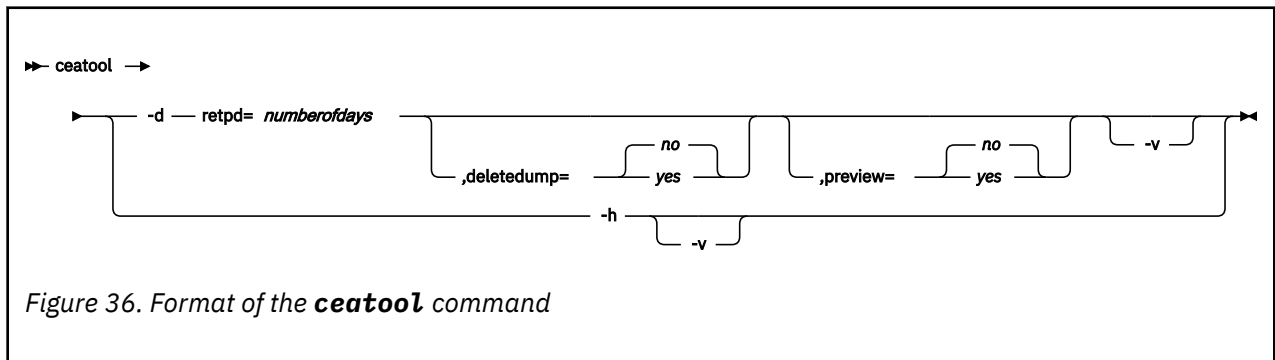 ceatool
-d retpd= numberofdays
no no -v
,deletedump= yes ,preview= yes
-h
-v
Figure 36. Format of the ceatool command